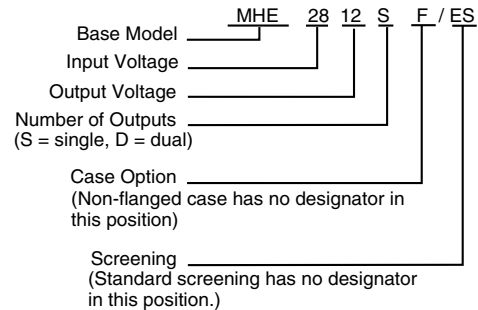 MHE 28 12 S F / ES
Base Model
Input Voltage
Output Voltage
Number of Outputs
(S = single, D = dual)
Case Option
(Non-flanged case has no designator in
this position)
Screening
(Standard screening has no designator
in this position.)